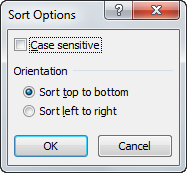 Sort Options
Case sensitive
Orientation
Sort top to bottom
Sort left to right
OK
Cancel